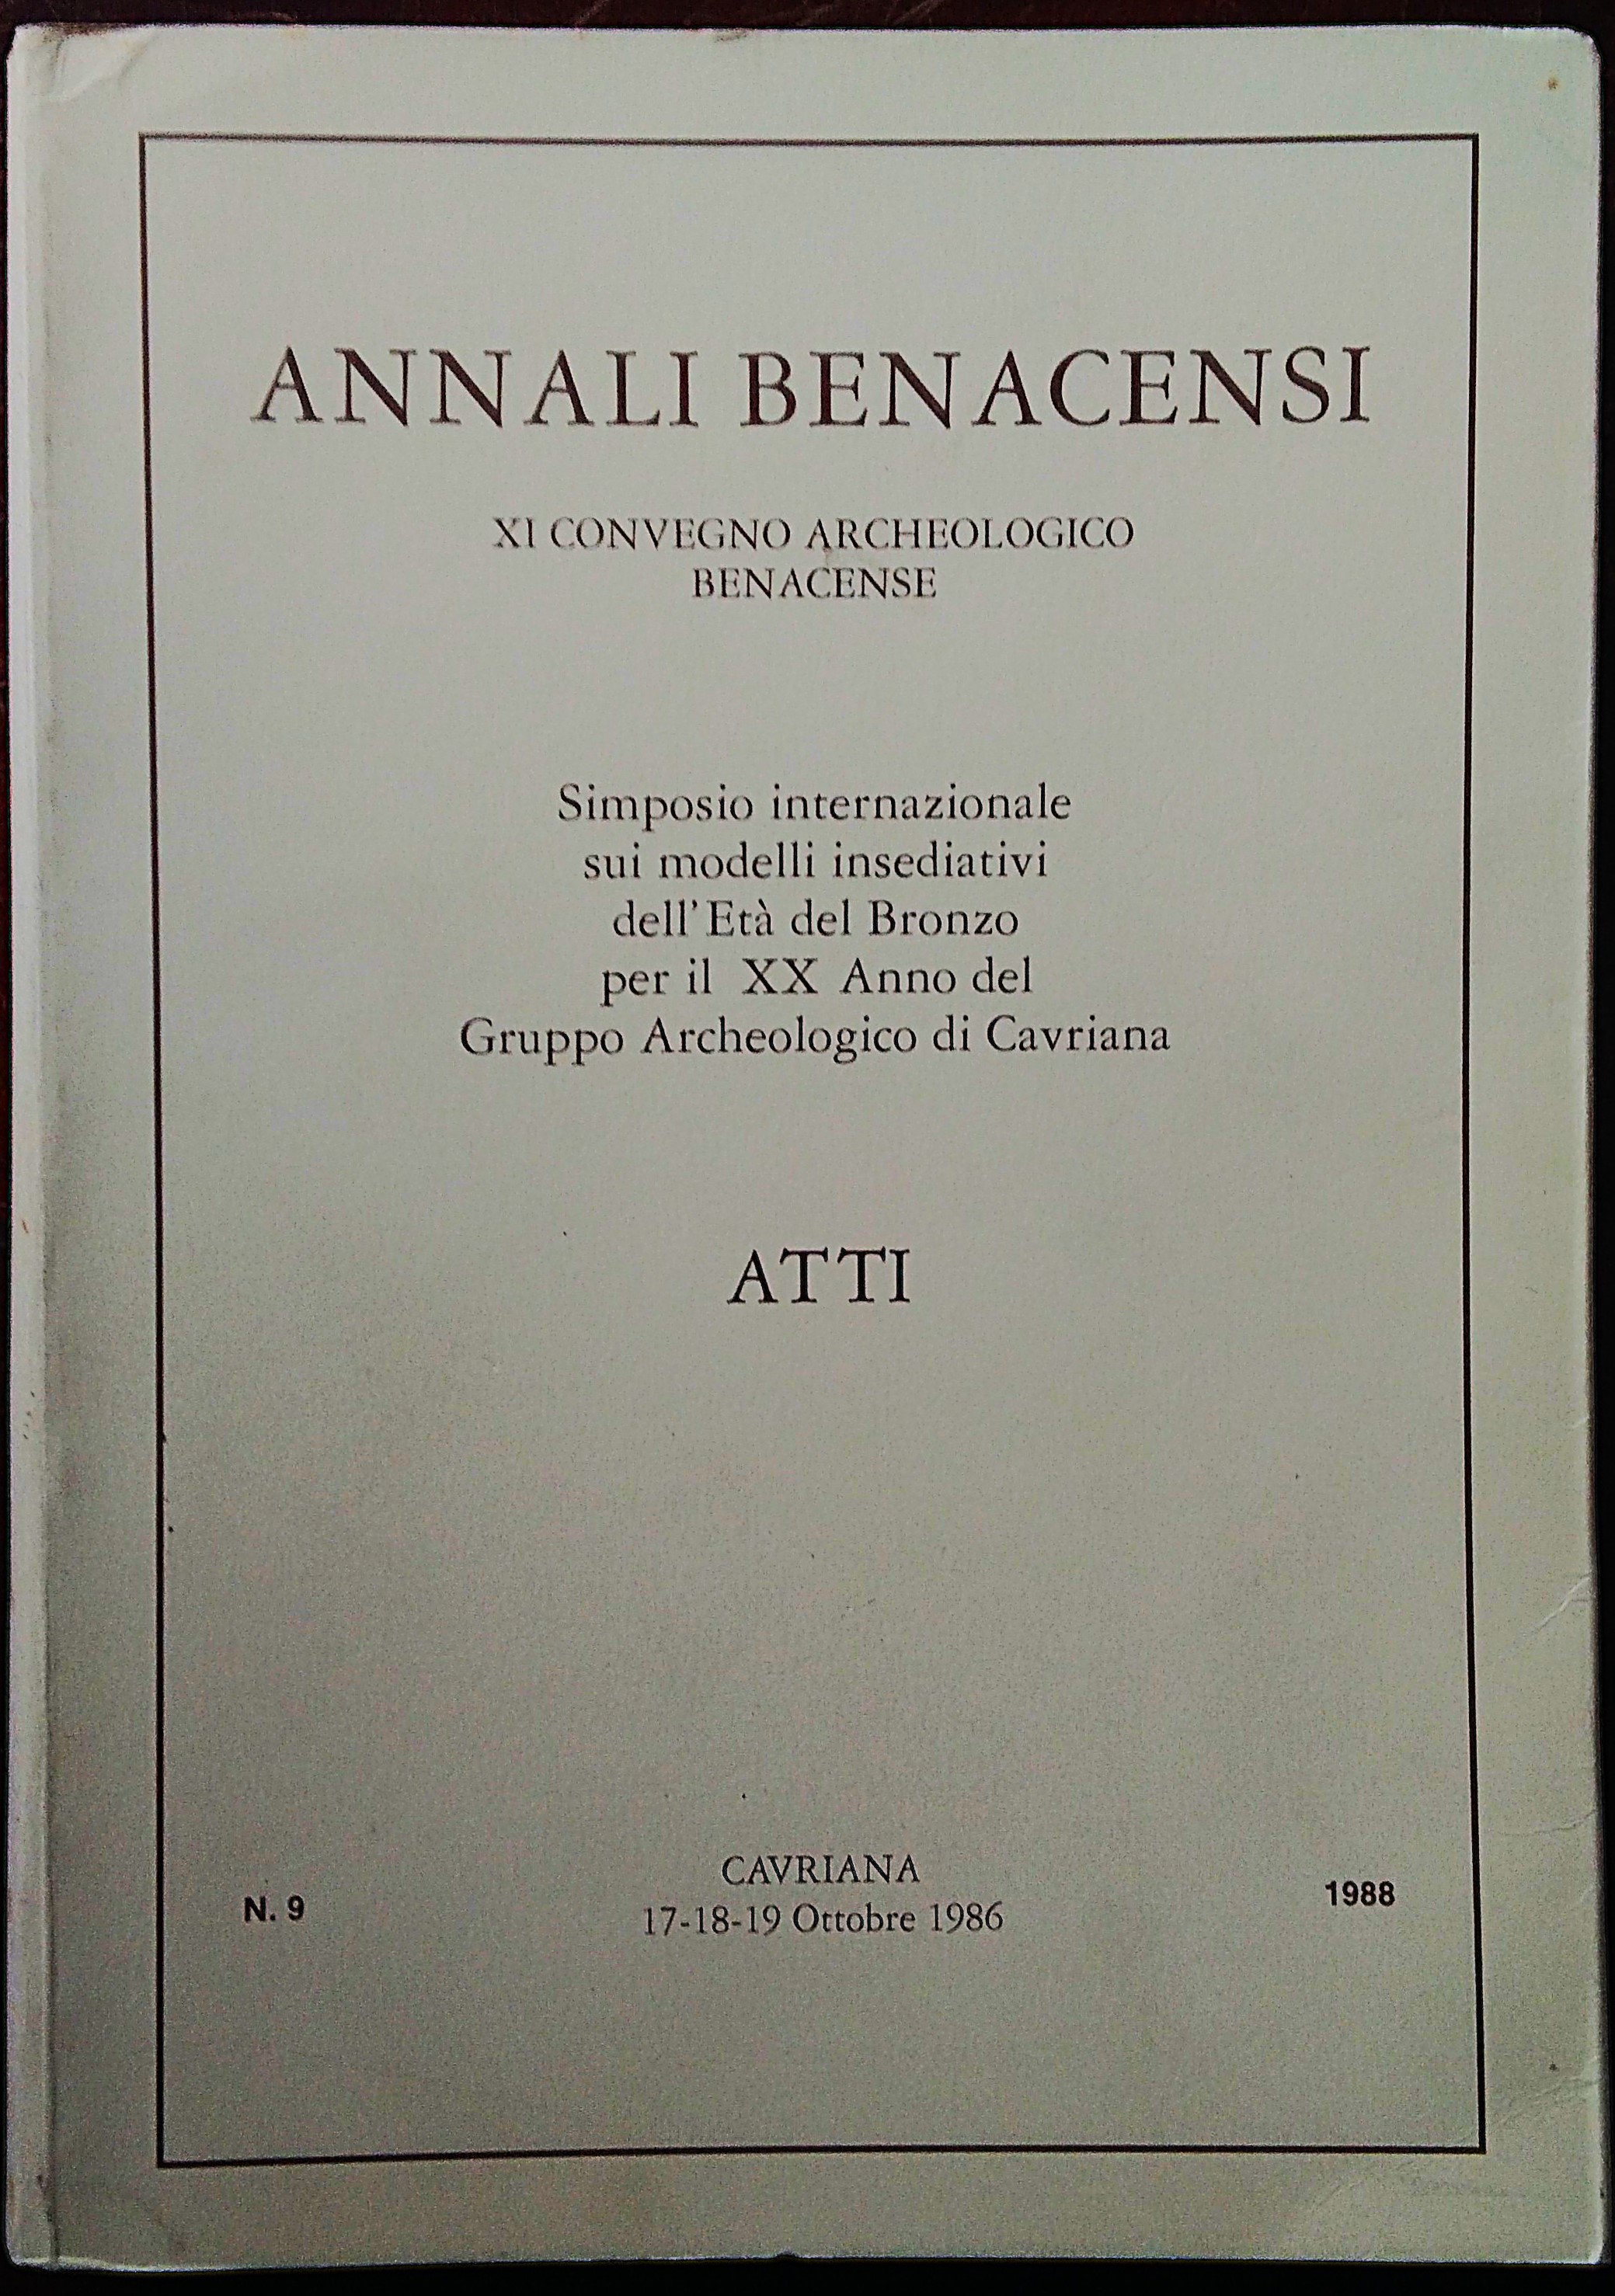 ANNALI BENACENSI
XI CONVEGNO ARCHEOLOGICO
BENACENSE
Simposio internazionale
sui modelli insediativi
dell'Età del Bronzo
per il XX Anno del
Gruppo Archeologico di Cavriana
ATTI
CAVRIANA
N. 9
17-18-19 Ottobre 1986
1988